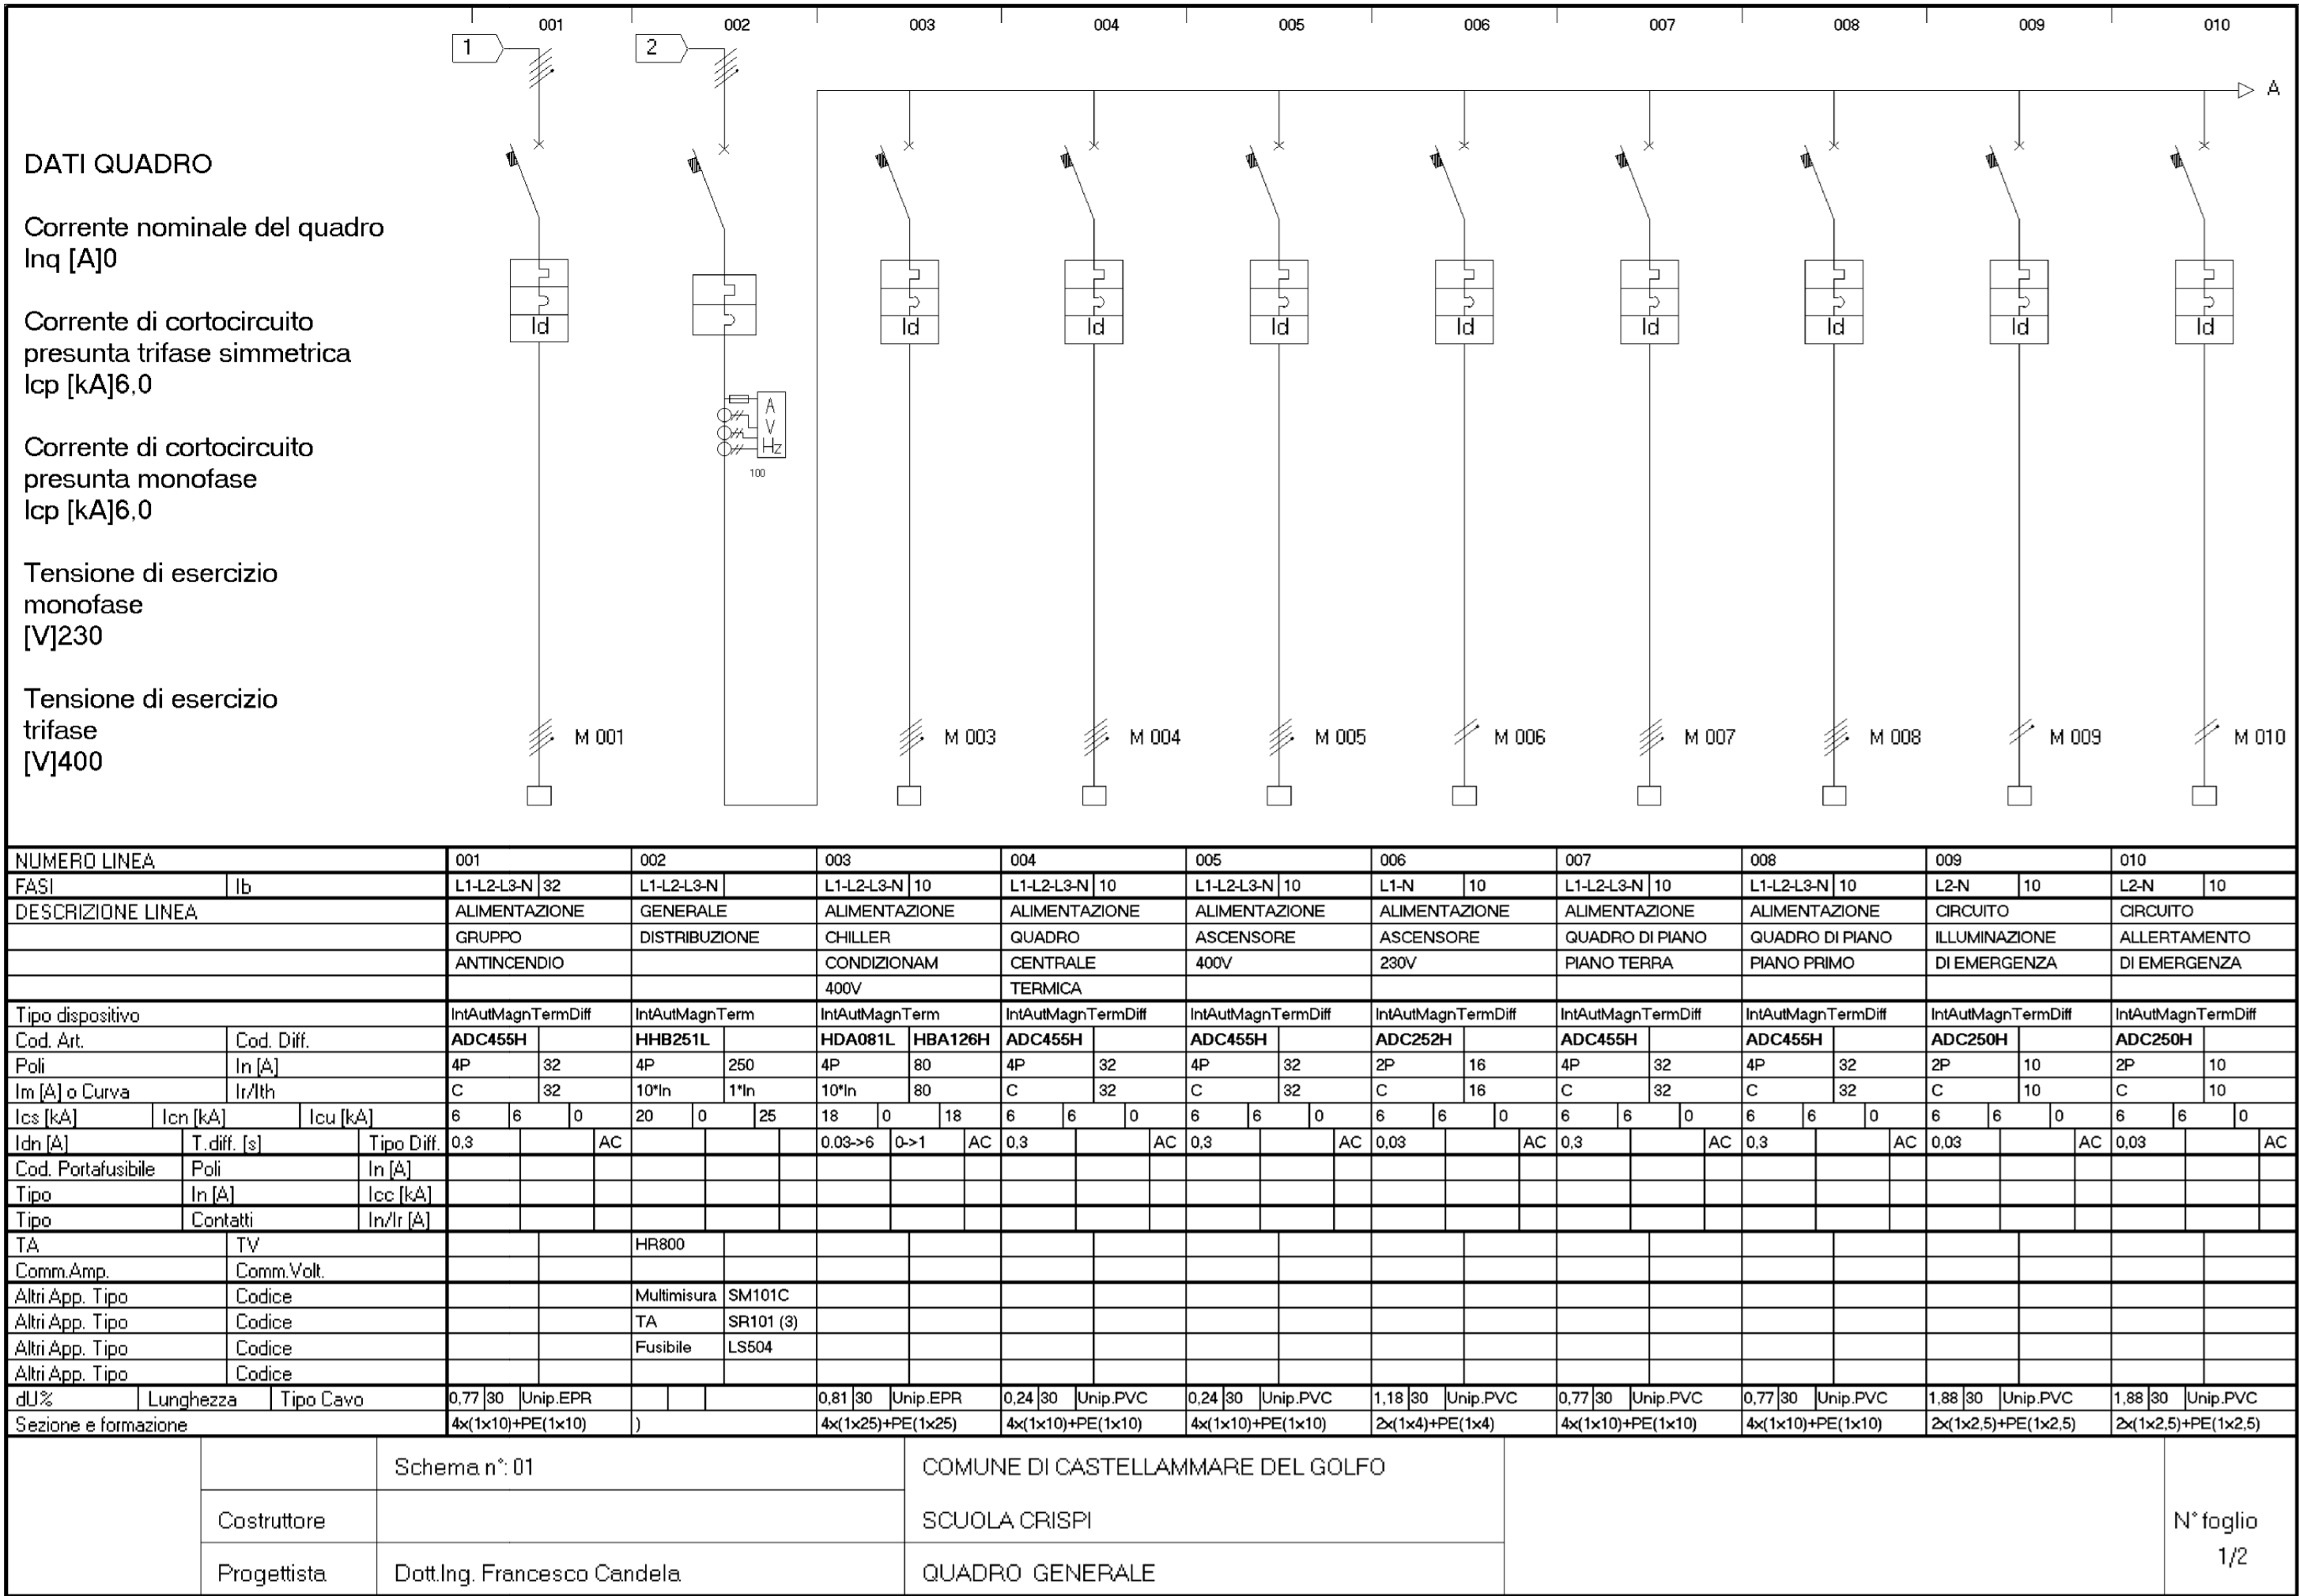 001 002 003 004 005 006 007 008 009 010
1 2
A
DATI QUADRO
Corrente nominale del quadro
Inq [A]0
Corrente di cortocircuito
presunta trifase simmetrica
Icp [kA]6,0
Corrente di cortocircuito
presunta monofase
Icp [kA]6,0
Tensione di esercizio
monofase
[V]230
Tensione di esercizio
trifase
[V]400
Id Id Id Id Id Id Id Id Id
A
V
Hz
100
M 001 M 003 M 004 M 005 M 006 M 007 M 008 M 009 M 010
NUMERO LINEA 001 002 003 004 005 006 007 008 009 010
FASI Ib L1-L2-L3-N 32 L1-L2-L3-N L1-L2-L3-N 10 L1-L2-L3-N 10 L1-L2-L3-N 10 L1-N 10 L1-L2-L3-N 10 L1-L2-L3-N 10 L2-N 10 L2-N 10
DESCRIZIONE LINEA ALIMENTAZIONE GENERALE ALIMENTAZIONE ALIMENTAZIONE ALIMENTAZIONE ALIMENTAZIONE ALIMENTAZIONE ALIMENTAZIONE CIRCUITO CIRCUITO
GRUPPO DISTRIBUZIONE CHILLER QUADRO ASCENSORE ASCENSORE QUADRO DI PIANO QUADRO DI PIANO ILLUMINAZIONE ALLERTAMENTO
ANTINCENDIO CONDIZIONAM CENTRALE 400V 230V PIANO TERRA PIANO PRIMO DI EMERGENZA DI EMERGENZA
400V TERMICA
Tipo dispositivo IntAutMagnTermDiff IntAutMagnTerm IntAutMagnTerm IntAutMagnTermDiff IntAutMagnTermDiff IntAutMagnTermDiff IntAutMagnTermDiff IntAutMagnTermDiff IntAutMagnTermDiff IntAutMagnTermDiff
Cod. Art. Cod. Diff. ADC455H HHB251L HDA081L HBA126H ADC455H ADC455H ADC252H ADC455H ADC455H ADC250H ADC250H
Poli In [A] 4P 32 4P 250 4P 80 4P 32 4P 32 2P 16 4P 32 4P 32 2P 10 2P 10
Im [A] o Curva Ir/Ith C 32 10*In 1*In 10*In 80 C 32 C 32 C 16 C 32 C 32 C 10 C 10
Ics [kA] Icn [kA] Icu [kA] 6 6 0 20 0 25 18 0 18 6 6 0 6 6 0 6 6 0 6 6 0 6 6 0 6 6 0 6 6 0
Idn [A] T.diff. [s] Tipo Diff. 0,3 AC 0.03->6 0->1 AC 0,3 AC 0,3 AC 0,03 AC 0,3 AC 0,3 AC 0,03 AC 0,03 AC
Cod. Portafusibile Poli In [A]
Tipo In [A] Icc [kA]
Tipo Contatti In/Ir [A]
TA TV HR800
Comm.Amp. Comm.Volt.
Altri App. Tipo Codice Multimisura SM101C
Altri App. Tipo Codice TA SR101 (3)
Altri App. Tipo Codice Fusibile LS504
Altri App. Tipo Codice
dU% Lunghezza Tipo Cavo 0,77 30 Unip.EPR 0,81 30 Unip.EPR 0,24 30 Unip.PVC 0,24 30 Unip.PVC 1,18 30 Unip.PVC 0,77 30 Unip.PVC 0,77 30 Unip.PVC 1,88 30 Unip.PVC 1,88 30 Unip.PVC
Sezione e formazione 4x(1x10)+PE(1x10) ) 4x(1x25)+PE(1x25) 4x(1x10)+PE(1x10) 4x(1x10)+PE(1x10) 2x(1x4)+PE(1x4) 4x(1x10)+PE(1x10) 4x(1x10)+PE(1x10) 2x(1x2,5)+PE(1x2,5) 2x(1x2,5)+PE(1x2,5)
Schema n°: 01 COMUNE DI CASTELLAMMARE DEL GOLFO
Costruttore SCUOLA CRISPI N° foglio
1/2
Progettista Dott.Ing. Francesco Candela QUADRO GENERALE